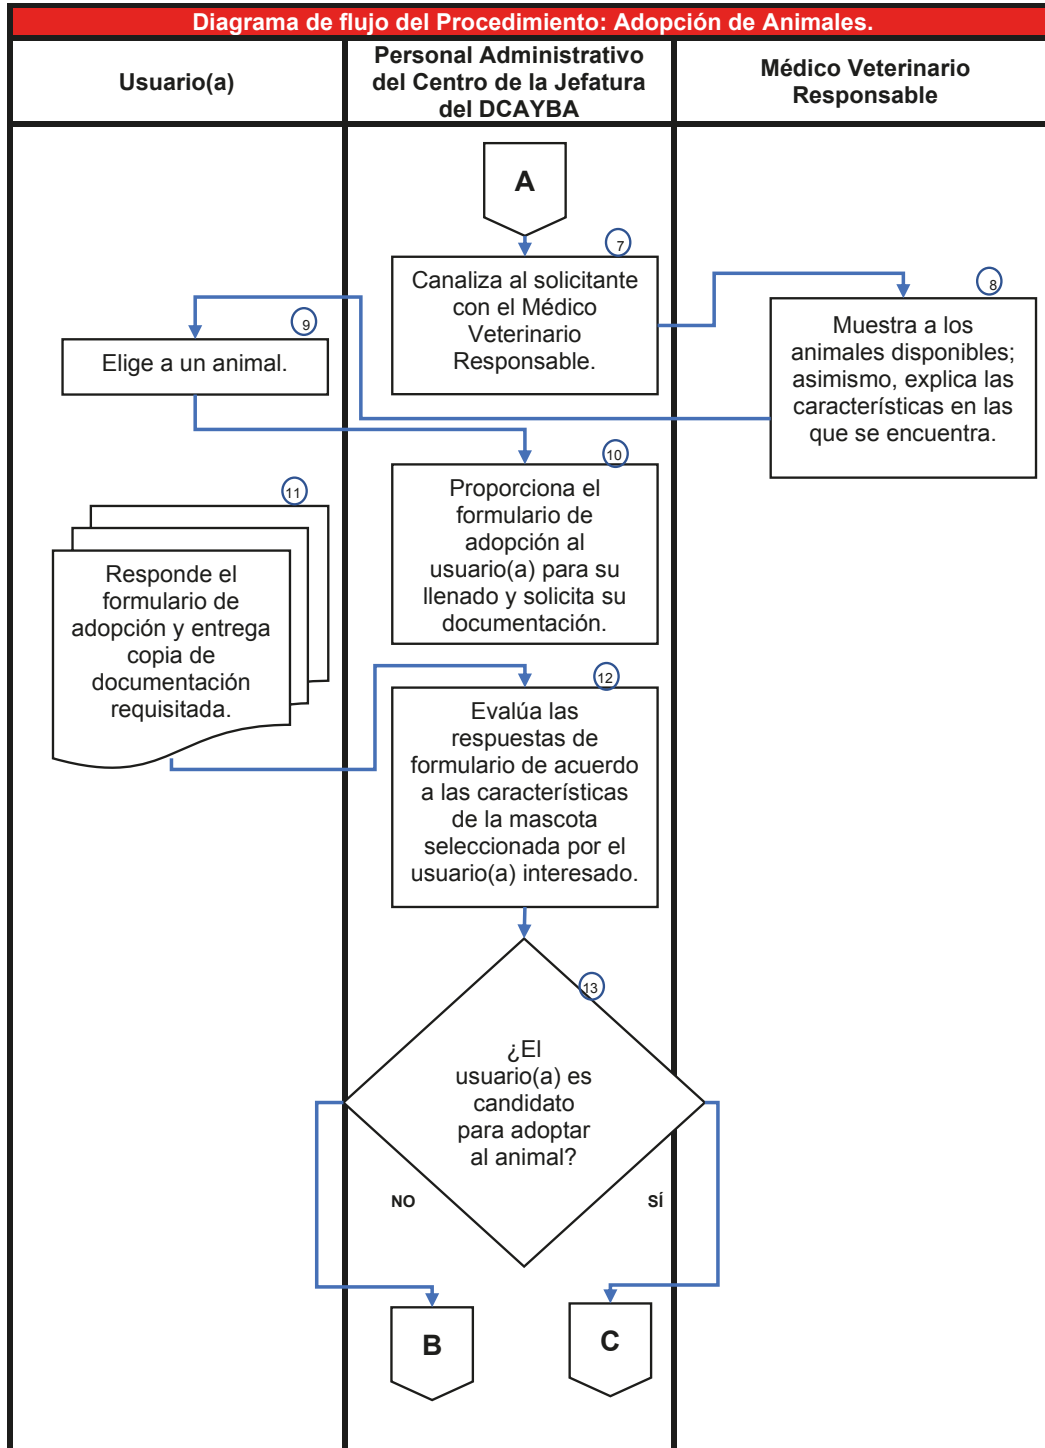 Diagrama de flujo del Procedimiento: Adopción de Animales.
Usuario(a)
Personal Administrativo
del Centro de la Jefatura
del DCAYBA
Médico Veterinario
Responsable
A
7
Canaliza al solicitante
con el Médico
Veterinario
Responsable.
8
Muestra a los
animales disponibles;
asimismo, explica las
características en las
que se encuentra.
9
Elige a un animal.
10
Proporciona el
formulario de
adopción al
usuario(a) para su
llenado y solicita su
documentación.
11
Responde el
formulario de
adopción y entrega
copia de
documentación
requisitada.
12
Evalúa las
respuestas de
formulario de acuerdo
a las características
de la mascota
seleccionada por el
usuario(a) interesado.
13
¿El
usuario(a) es
candidato
para adoptar
al animal?
NO
SÍ
B
C